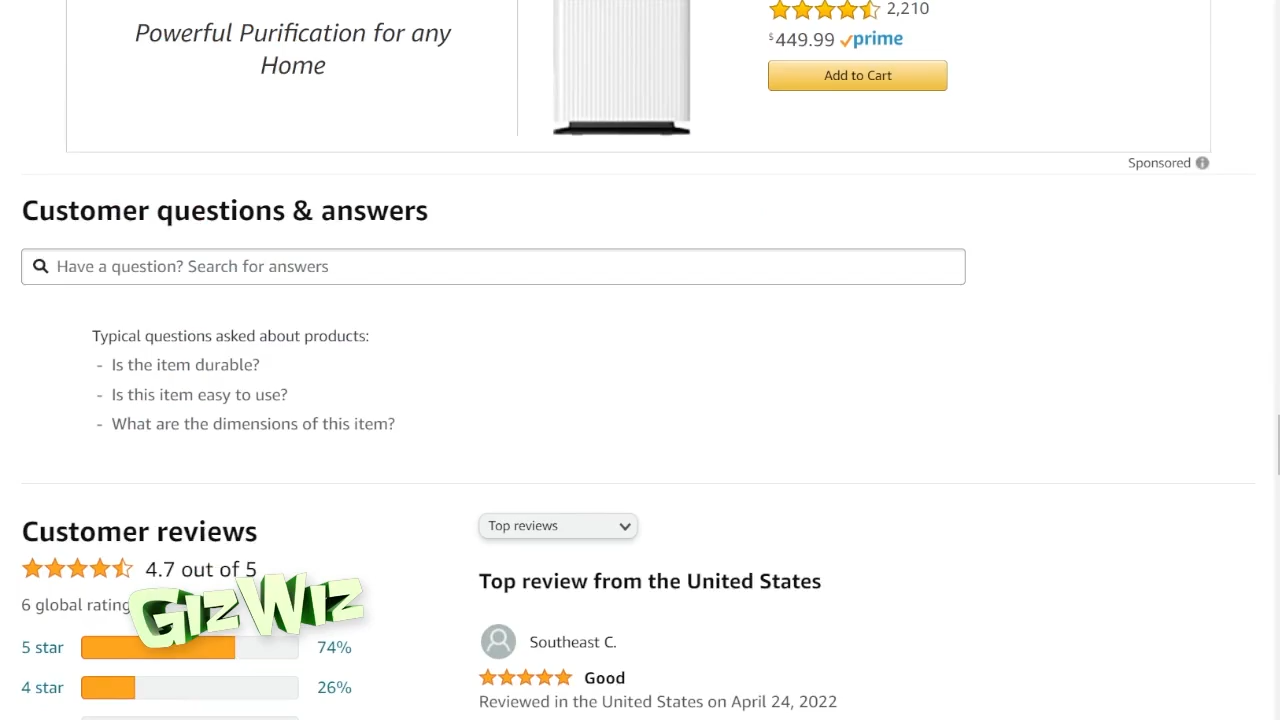 Powerful Purification for any
Home
2,210
$449.99 prime
Add to Cart
Sponsored
Customer questions & answers
Have a question? Search for answers
Typical questions asked about products:
- Is the item durable?
- Is this item easy to use?
- What are the dimensions of this item?
Customer reviews
4.7 out of 5
6 global rating
GizWiz
5 star 74%
4 star 26%
Top reviews
Top review from the United States
Southeast C.
Good
Reviewed in the United States on April 24, 2022